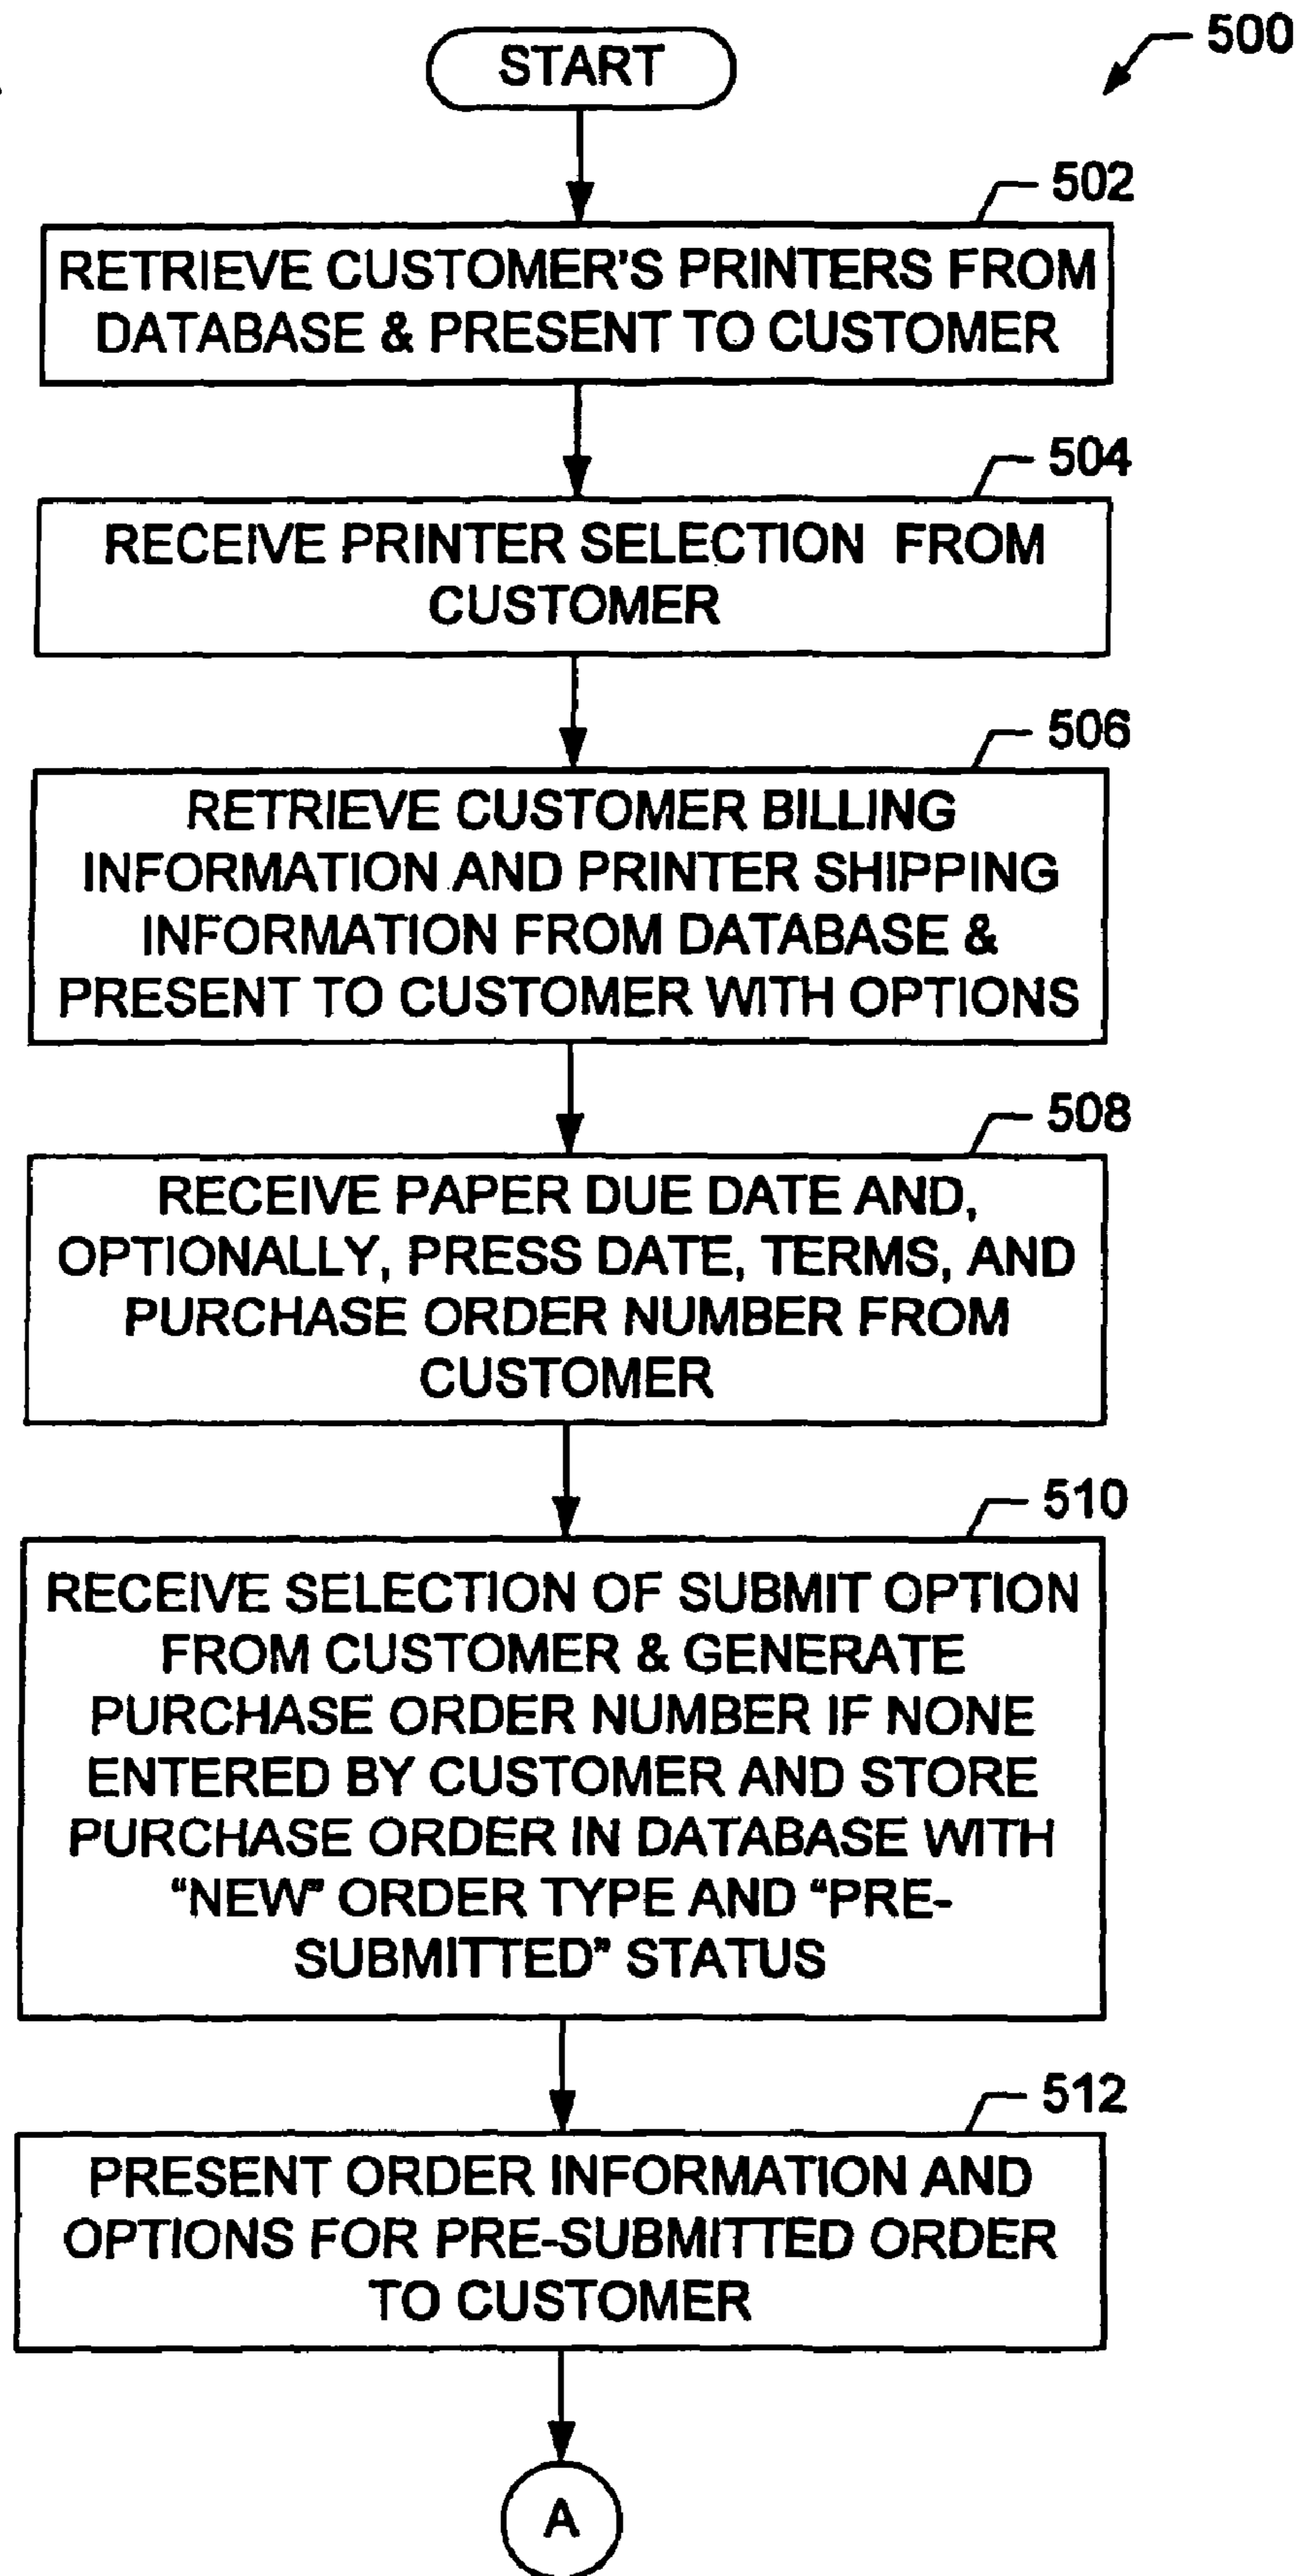 START
500
502
RETRIEVE CUSTOMER'S PRINTERS FROM
DATABASE & PRESENT TO CUSTOMER
504
RECEIVE PRINTER SELECTION FROM
CUSTOMER
506
RETRIEVE CUSTOMER BILLING
INFORMATION AND PRINTER SHIPPING
INFORMATION FROM DATABASE &
PRESENT TO CUSTOMER WITH OPTIONS
508
RECEIVE PAPER DUE DATE AND,
OPTIONALLY, PRESS DATE, TERMS, AND
PURCHASE ORDER NUMBER FROM
CUSTOMER
510
RECEIVE SELECTION OF SUBMIT OPTION
FROM CUSTOMER & GENERATE
PURCHASE ORDER NUMBER IF NONE
ENTERED BY CUSTOMER AND STORE
PURCHASE ORDER IN DATABASE WITH
“NEW” ORDER TYPE AND “PRE-
SUBMITTED” STATUS
512
PRESENT ORDER INFORMATION AND
OPTIONS FOR PRE-SUBMITTED ORDER
TO CUSTOMER
A